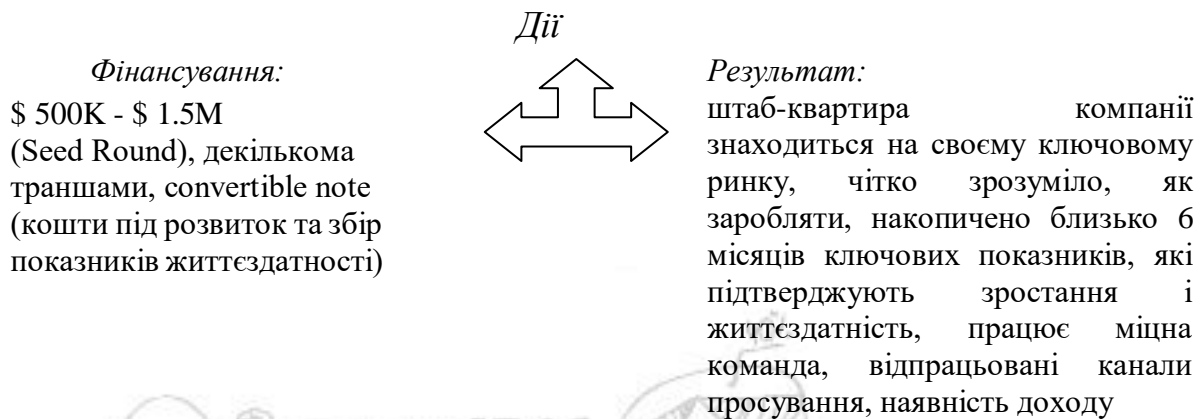 Дії
Фінансування:
$ 500K - $ 1.5M
(Seed Round), декількома
траншами, convertible note
(кошти під розвиток та збір
показників життєздатності)
Результат:
штаб-квартира компанії
знаходиться на своєму ключовому
ринку, чітко зрозуміло, як
заробляти, накопичено близько 6
місяців ключових показників, які
підтверджують зростання і
життєздатність, працює міцна
команда, відпрацьовані канали
просування, наявність доходу